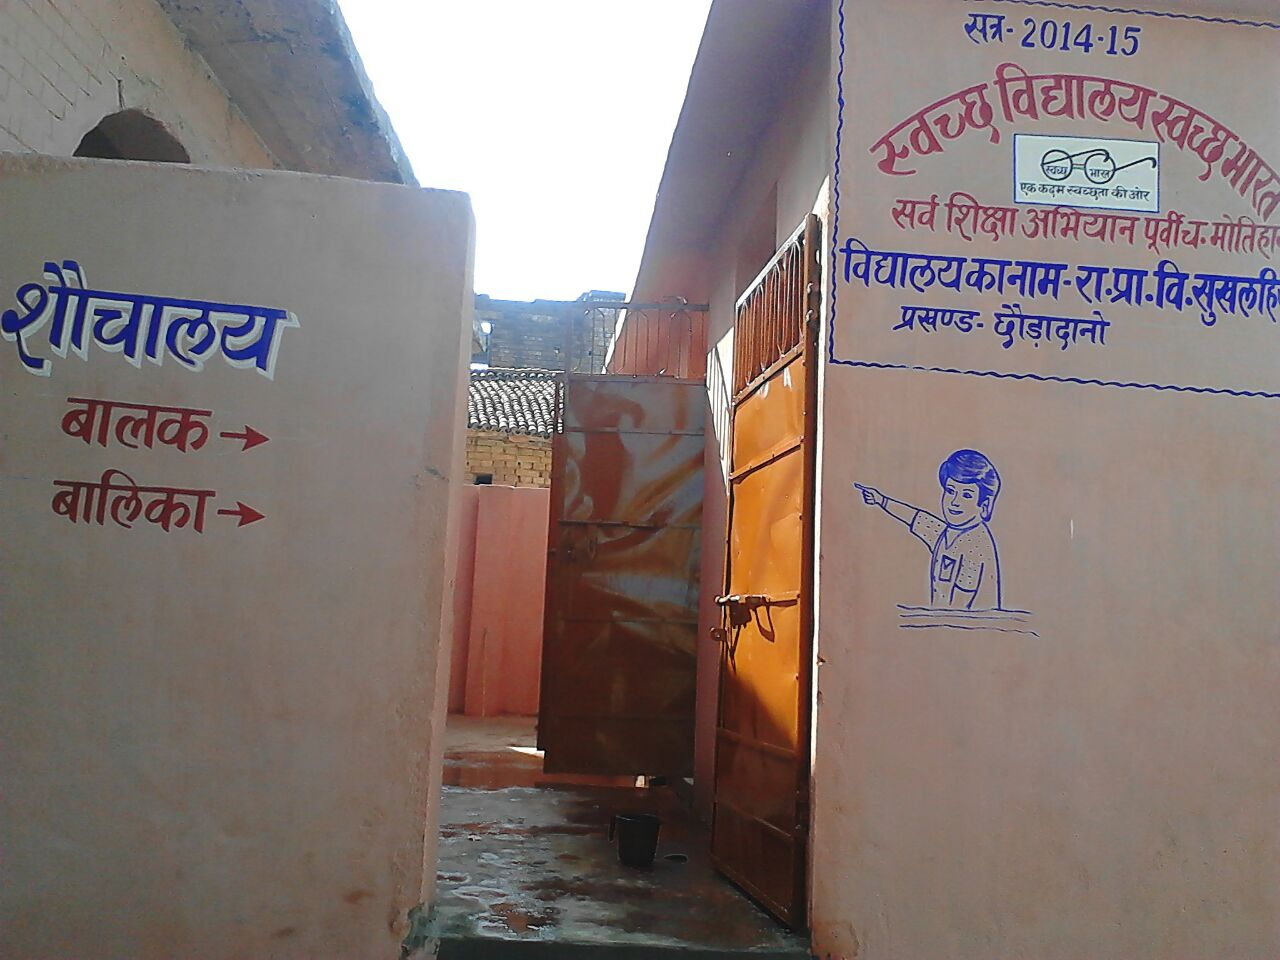 शौचालय
बालक →
बालिका →
सत्र- 2014-15
स्वच्छ विद्यालय स्वच्छ भारत
स्वच्छ भारत
एक कदम स्वच्छता की ओर
सर्व शिक्षा अभियान पूर्वी च. मोतिहा
विद्यालय का नाम- रा. प्रा. वि. सुखलहि
प्रखण्ड- छौड़ादानो